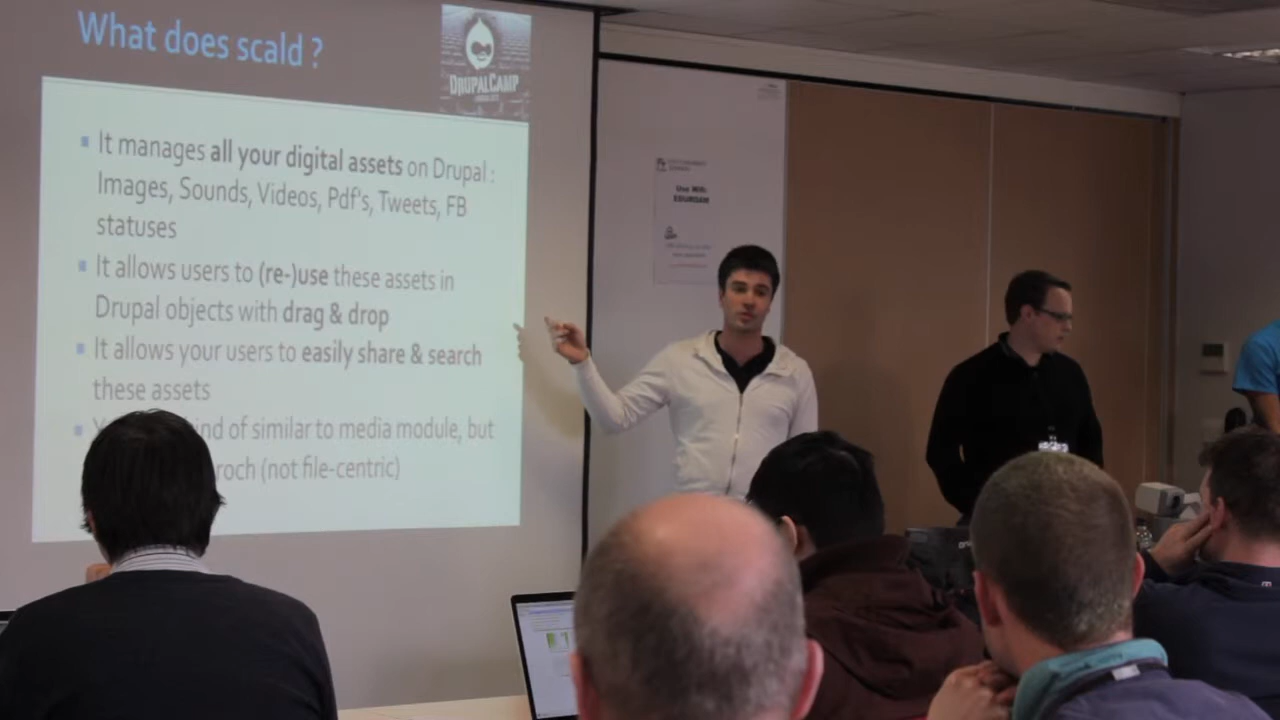 What does scald ?
DRUPALCAMP
It manages all your digital assets on Drupal :
Images, Sounds, Videos, Pdf's, Tweets, FB
statuses
It allows users to (re-)use these assets in
Drupal objects with drag & drop
It allows your users to easily share & search
these assets
ind of similar to media module, but
roch (not file-centric)
Use Wifi: